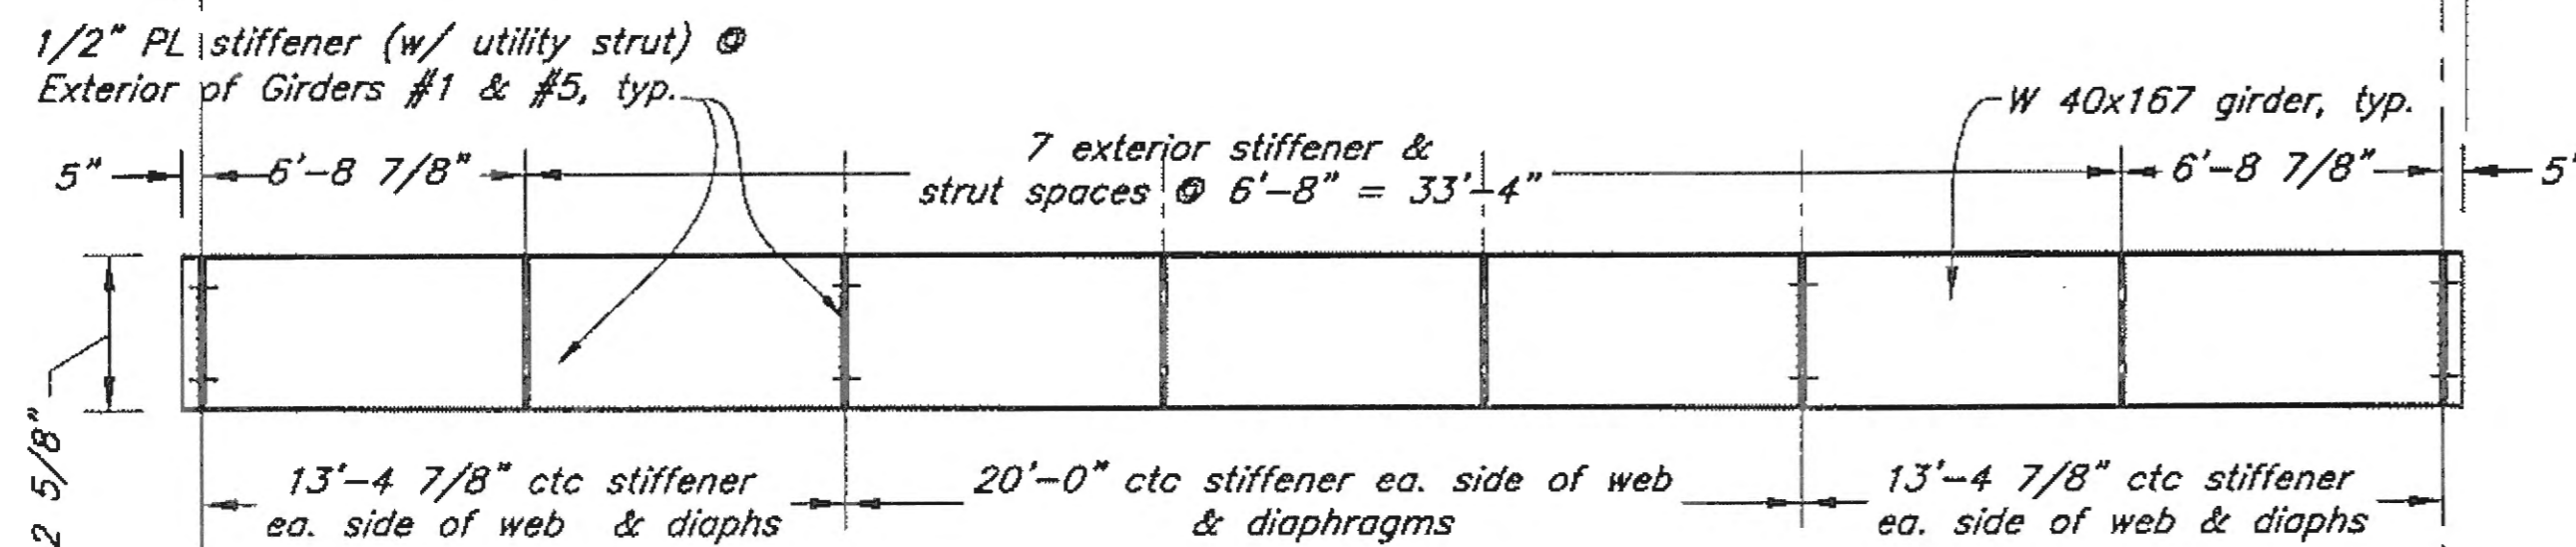 1/2" PL stiffener (w/ utility strut) @
Exterior of Girders #1 & #5, typ.
W 40x167 girder, typ.
5"
6'-8 7/8"
7 exterior stiffener &
strut spaces @ 6'-8" = 33'-4"
6'-8 7/8"
5'
2 5/8"
13'-4 7/8" ctc stiffener
ea. side of web & diaphs
20'-0" ctc stiffener ea. side of web
& diaphragms
13'-4 7/8" ctc stiffener
ea. side of web & diaphs